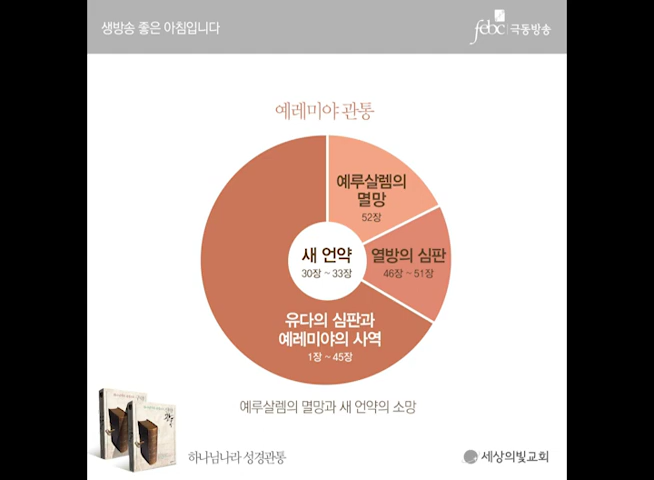 생방송 좋은 아침입니다
febc 극동방송
예레미야 관통
예루살렘의
멸망
52장
새 언약
30장 ~ 33장
열방의 심판
46장 ~ 51장
유다의 심판과
예레미야의 사역
1장 ~ 45장
예루살렘의 멸망과 새 언약의 소망
하나님나라 성경관통
세상의빛교회